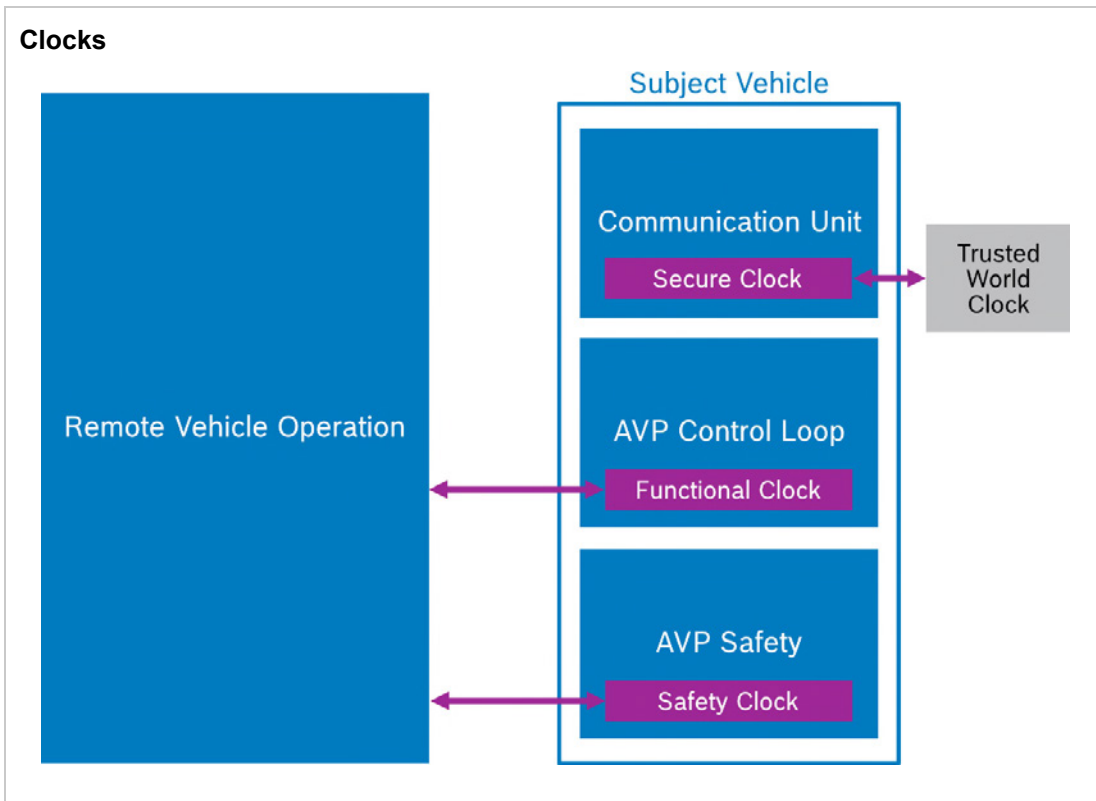 Clocks
Subject Vehicle
Remote Vehicle Operation
Communication Unit
Secure Clock
Trusted
World
Clock
AVP Control Loop
Functional Clock
AVP Safety
Safety Clock